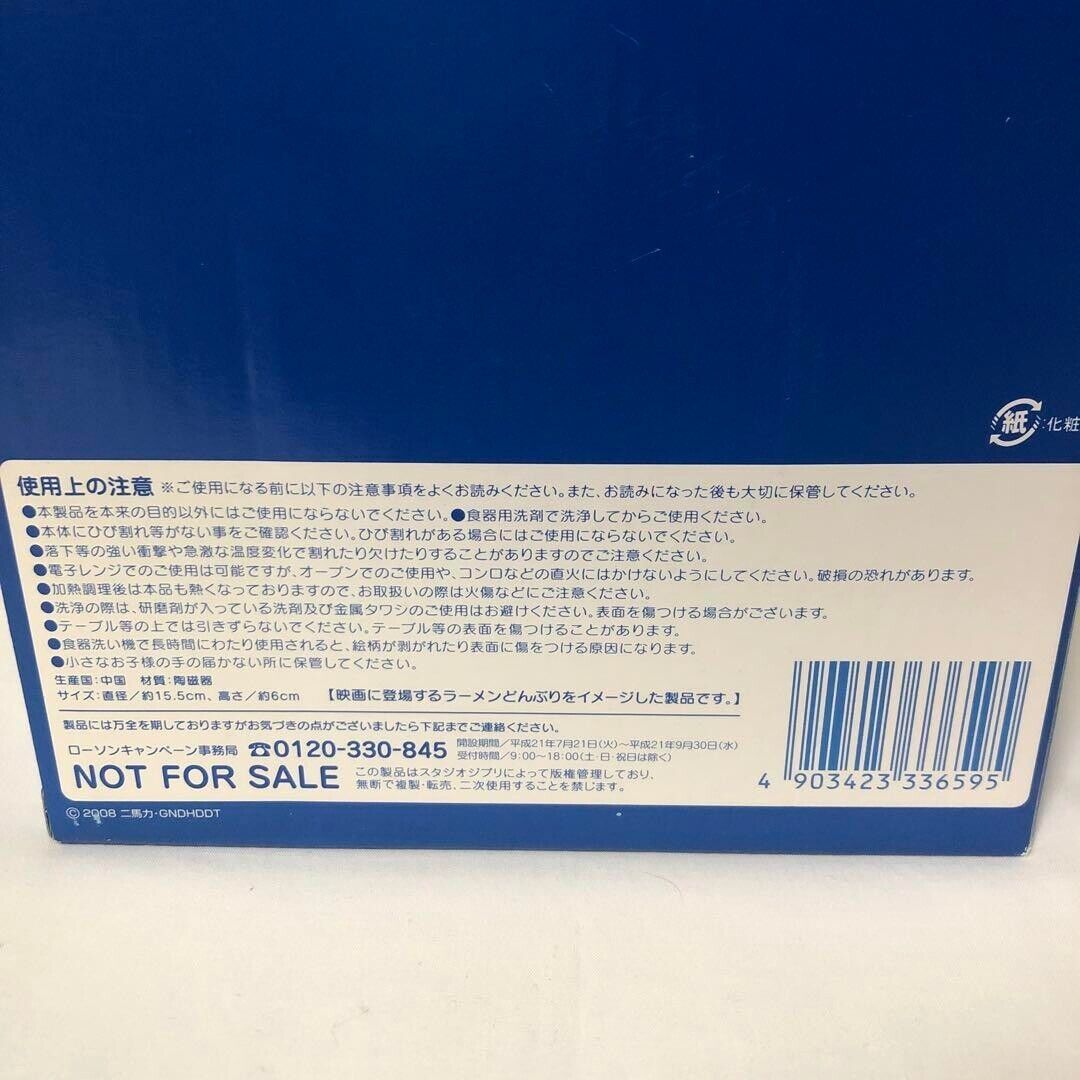 紙:化粧
使用上の注意 ※ご使用になる前に以下の注意事項をよくお読みください。また、お読みになった後も大切に保管してください。
●本製品を本来の目的以外にはご使用にならないでください。●食器用洗剤で洗浄してからご使用ください。
●本体にひび割れ等がない事をご確認ください。ひび割れがある場合にはご使用にならないでください。
●落下等の強い衝撃や急激な温度変化で割れたり欠けたりすることがありますのでご注意ください。
●電子レンジでのご使用は可能ですが、オーブンでのご使用や、コンロなどの直火にはかけないようにしてください。破損の恐れがあります。
●加熱調理後は本品も熱くなっておりますので、お取扱いの際は火傷などにご注意ください。
●洗浄の際は、研磨剤が入っている洗剤及び金属タワシのご使用はお避けください。表面を傷つける場合がございます。
●テーブル等の上では引きずらないでください。テーブル等の表面を傷つけることがあります。
●食器洗い機で長時間にわたり使用されると、絵柄が剥がれたり表面に傷をつける原因になります。
●小さなお子様の手の届かない所に保管してください。
生産国:中国 材質:陶磁器
サイズ:直径/約15.5cm、高さ/約6cm 【映画に登場するラーメンどんぶりをイメージした製品です。】
製品には万全を期しておりますがお気づきの点がございましたら下記までご連絡ください。
ローソンキャンペーン事務局 ☎0120-330-845 開設期間/平成21年7月21日(火)~平成21年9月30日(水)
受付時間/9:00~18:00(土・日・祝日は除く)
NOT FOR SALE この製品はスタジオジブリによって版権管理しており、
無断で複製・転売、二次使用することを禁じます。
4 903423 336595
© 2008 二馬力・GNDHDDT